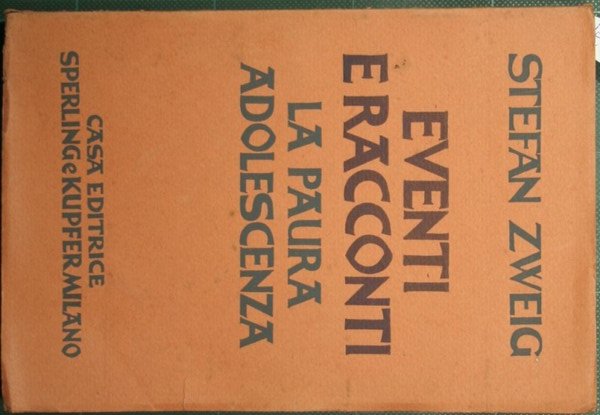 STEFAN ZWEIG
EVENTI
E RACCONTI
LA PAURA
ADOLESCENZA
CASA EDITRICE
SPERLING e KUPFER MILANO